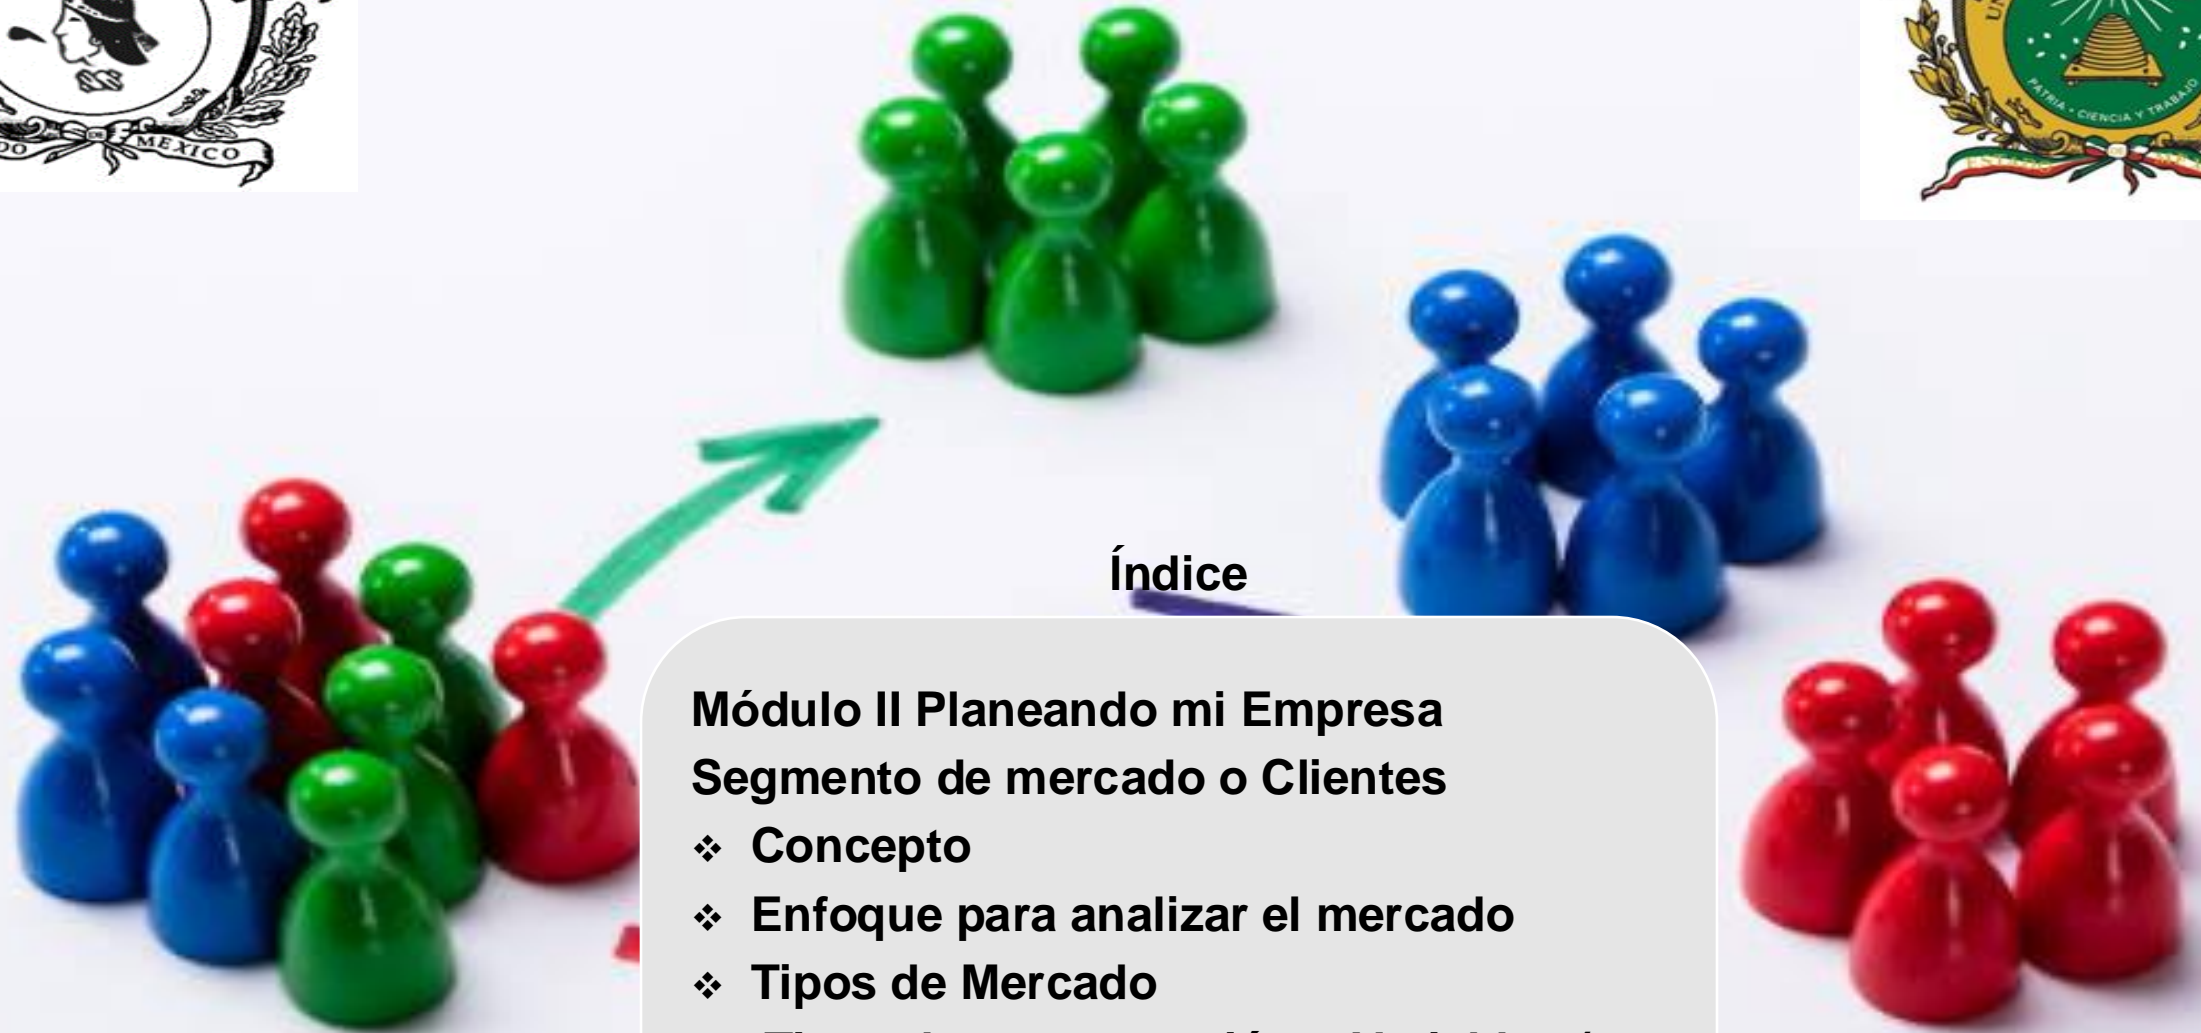 MEXICO
PATRIA • CIENCIA Y TRABAJO
Índice
Módulo II Planeando mi Empresa
Segmento de mercado o Clientes
❖ Concepto
❖ Enfoque para analizar el mercado
❖ Tipos de Mercado